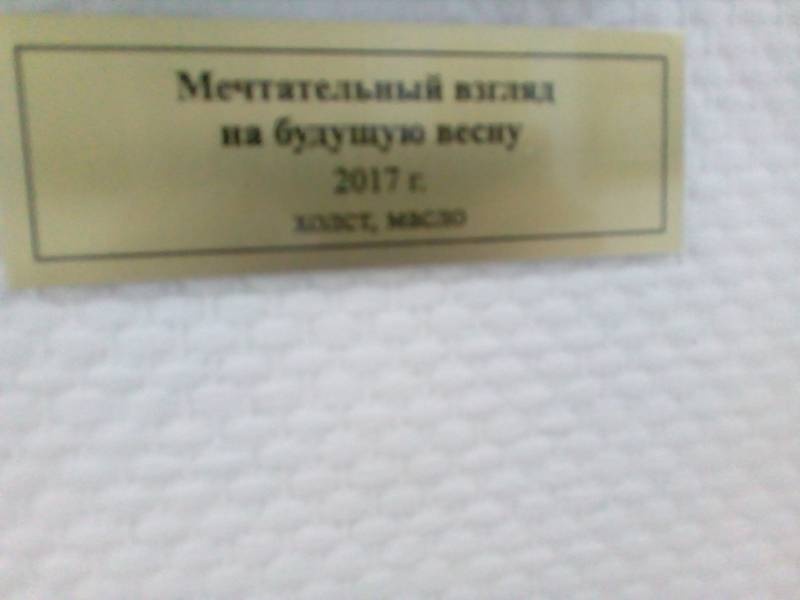 Мечтательный взгляд
на будущую весну
2017 г.
холст, масло